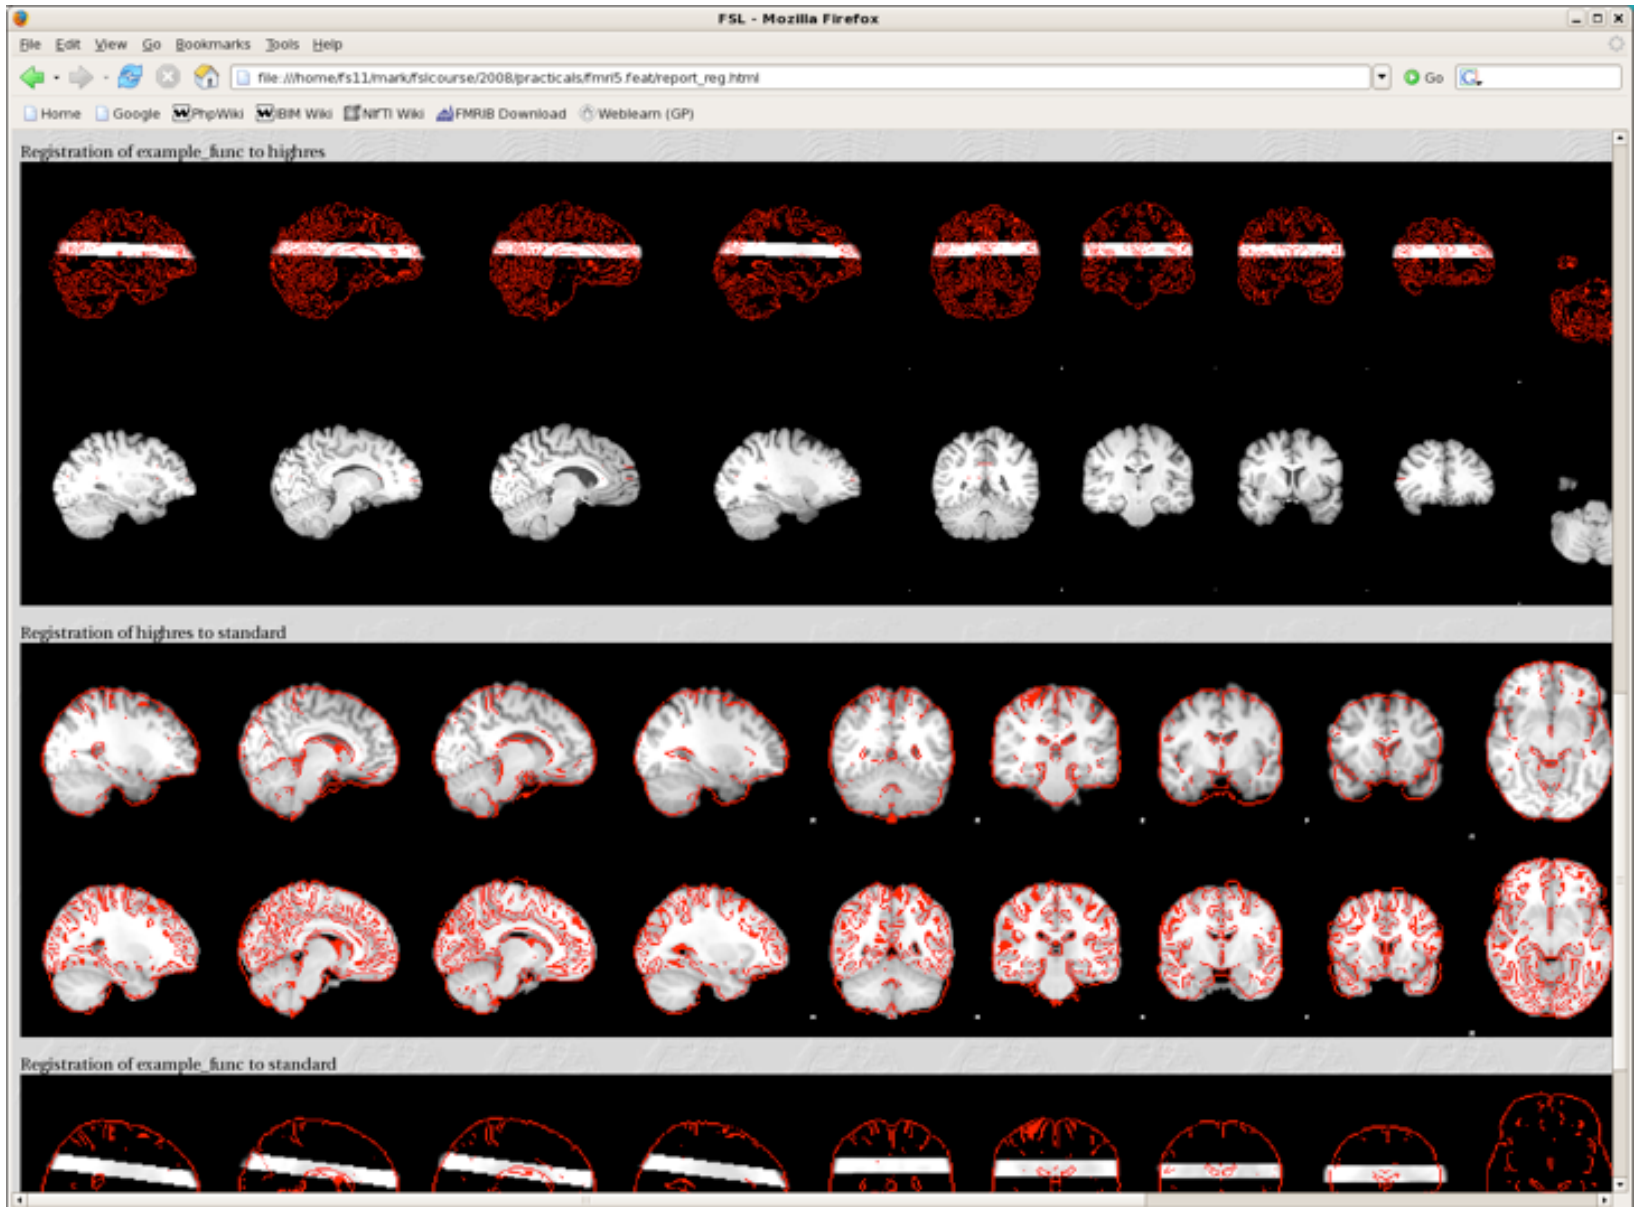 FSL - Mozilla Firefox
File Edit View Go Bookmarks Tools Help
file:///home/fs11/mark/fslcourse/2008/practicals/fmri5.feat/report_reg.html
Go
Home Google PhpWiki IBIM Wiki NIfTI Wiki FMRIB Download Weblearn (GP)
Registration of example_func to highres
Registration of highres to standard
Registration of example_func to standard